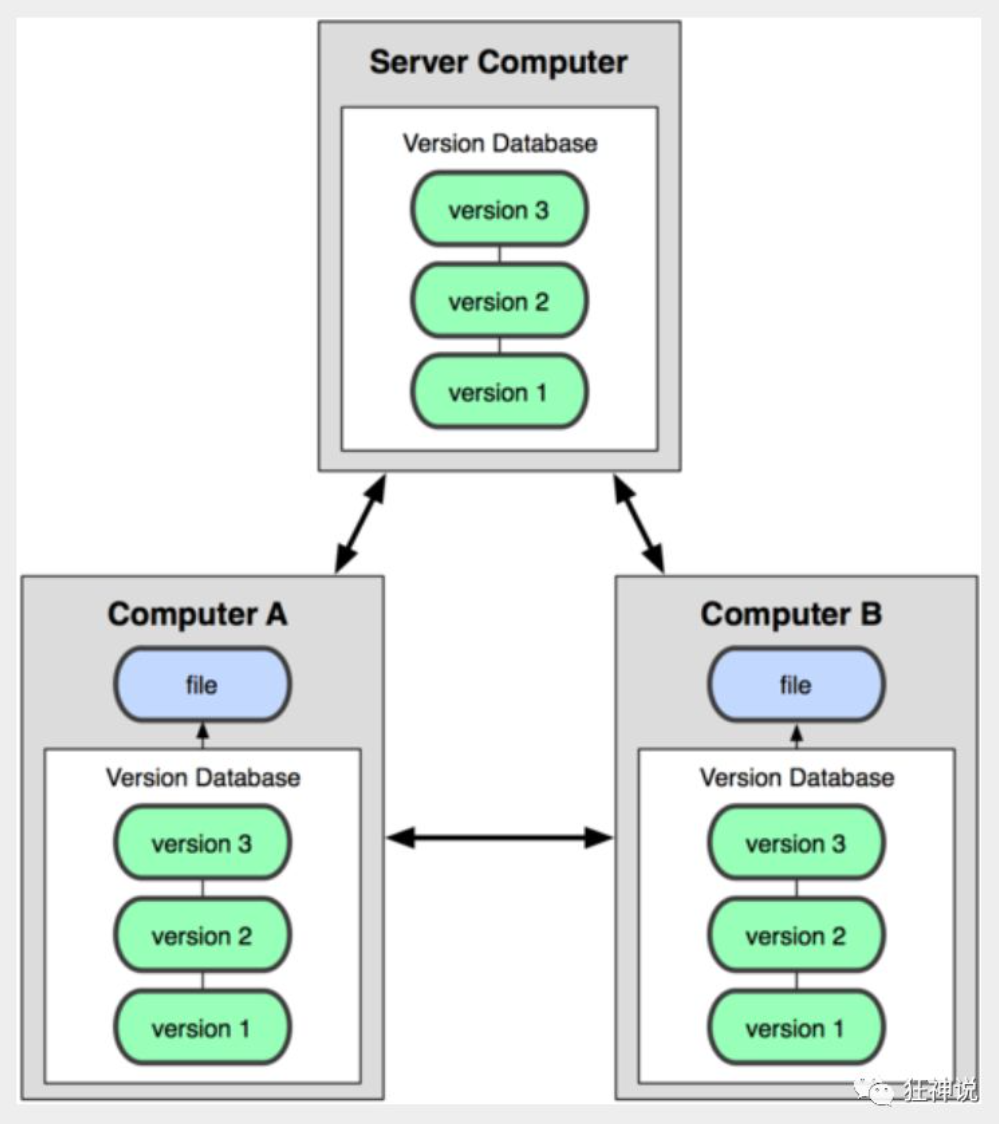 Server Computer
Version Database
version 3
version 2
version 1
Computer A
file
Version Database
version 3
version 2
version 1
Computer B
file
Version Database
version 3
version 2
version 1
狂神说